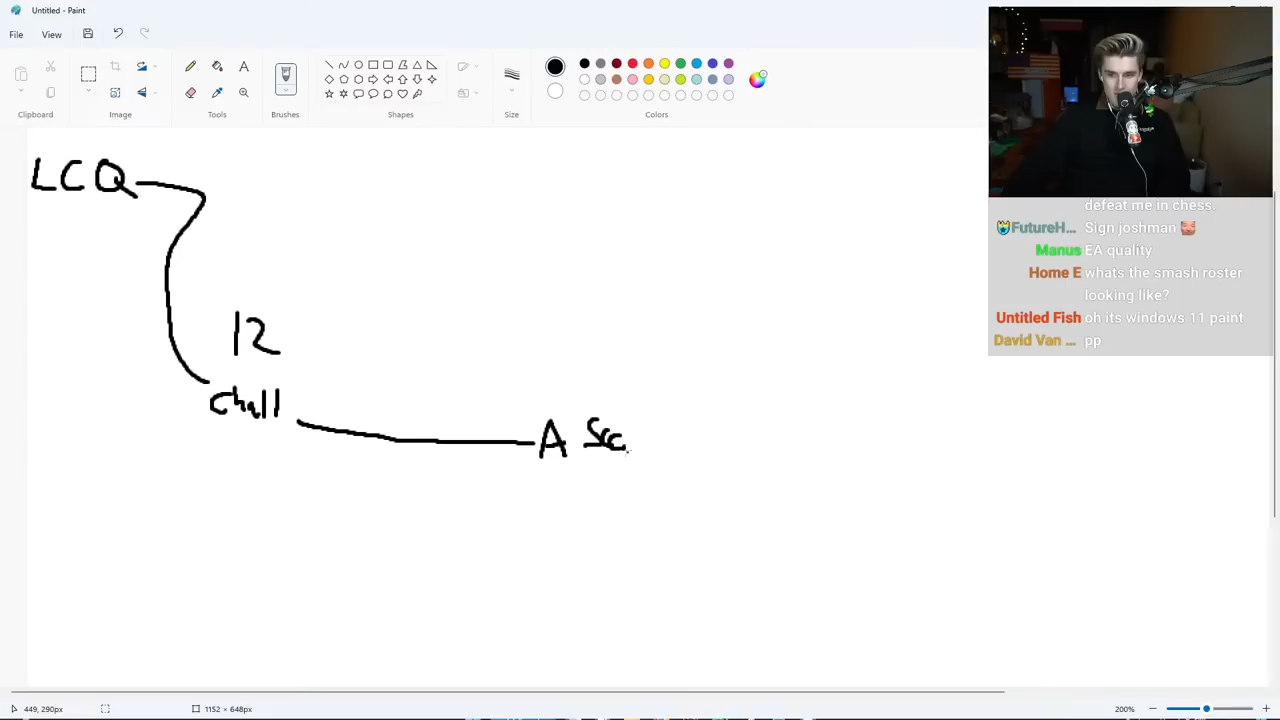 Untitled - Paint
File View
Clipboard Image Tools Brushes Shapes Size Colors
LCQ
12
Chall
A Scc
defeat me in chess.
FutureH... Sign joshman
Manus EA quality
Home E whats the smash roster
looking like?
Untitled Fish oh its windows 11 paint
David Van ... pp
449, 290px 1152 × 648px 200%